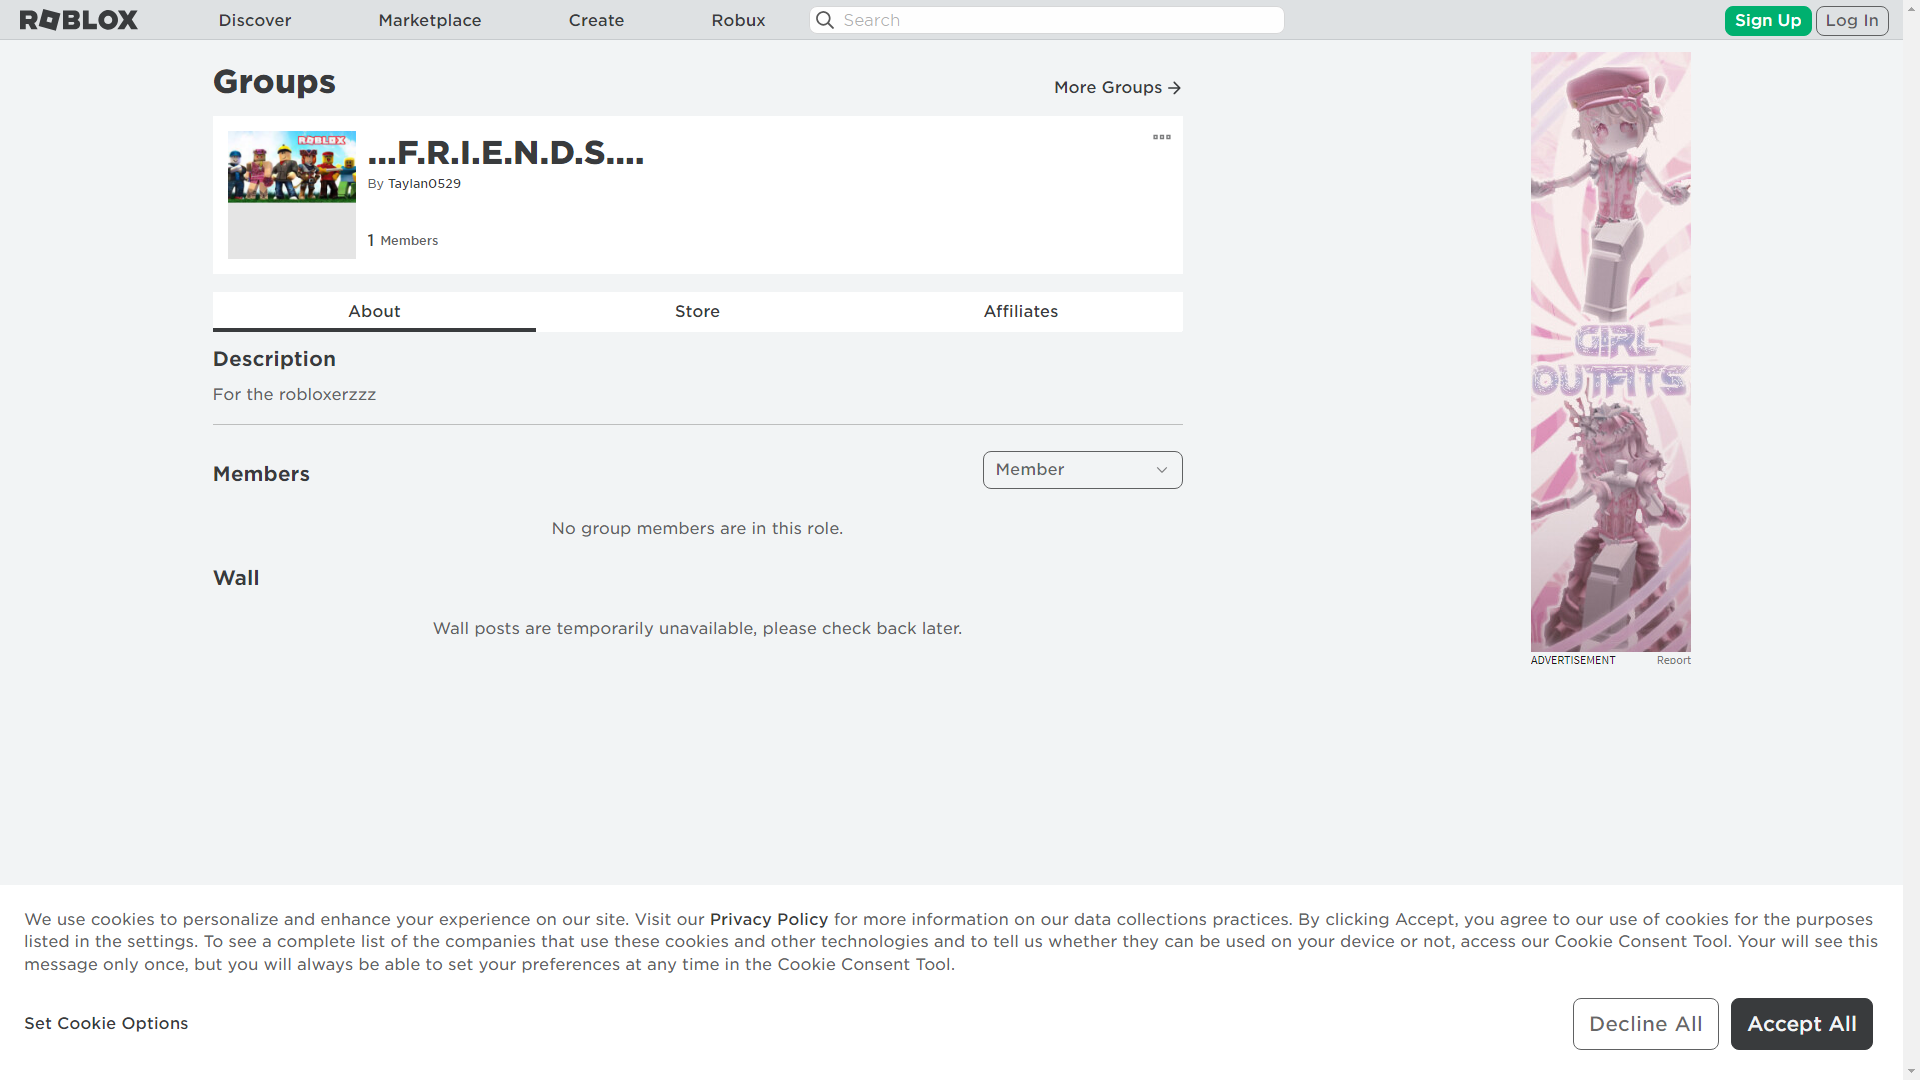 ROBLOX
Discover
Marketplace
Create
Robux
Search
Sign Up
Log In
Groups
More Groups
ROBLOX
...F.R.I.E.N.D.S....
By Taylan0529
1 Members
About
Store
Affiliates
Description
For the robloxerzzz
Members
Member
No group members are in this role.
Wall
Wall posts are temporarily unavailable, please check back later.
GIRL
OUTFITS
ADVERTISEMENT
Report
We use cookies to personalize and enhance your experience on our site. Visit our Privacy Policy for more information on our data collections practices. By clicking Accept, you agree to our use of cookies for the purposes
listed in the settings. To see a complete list of the companies that use these cookies and other technologies and to tell us whether they can be used on your device or not, access our Cookie Consent Tool. Your will see this
message only once, but you will always be able to set your preferences at any time in the Cookie Consent Tool.
Set Cookie Options
Decline All
Accept All